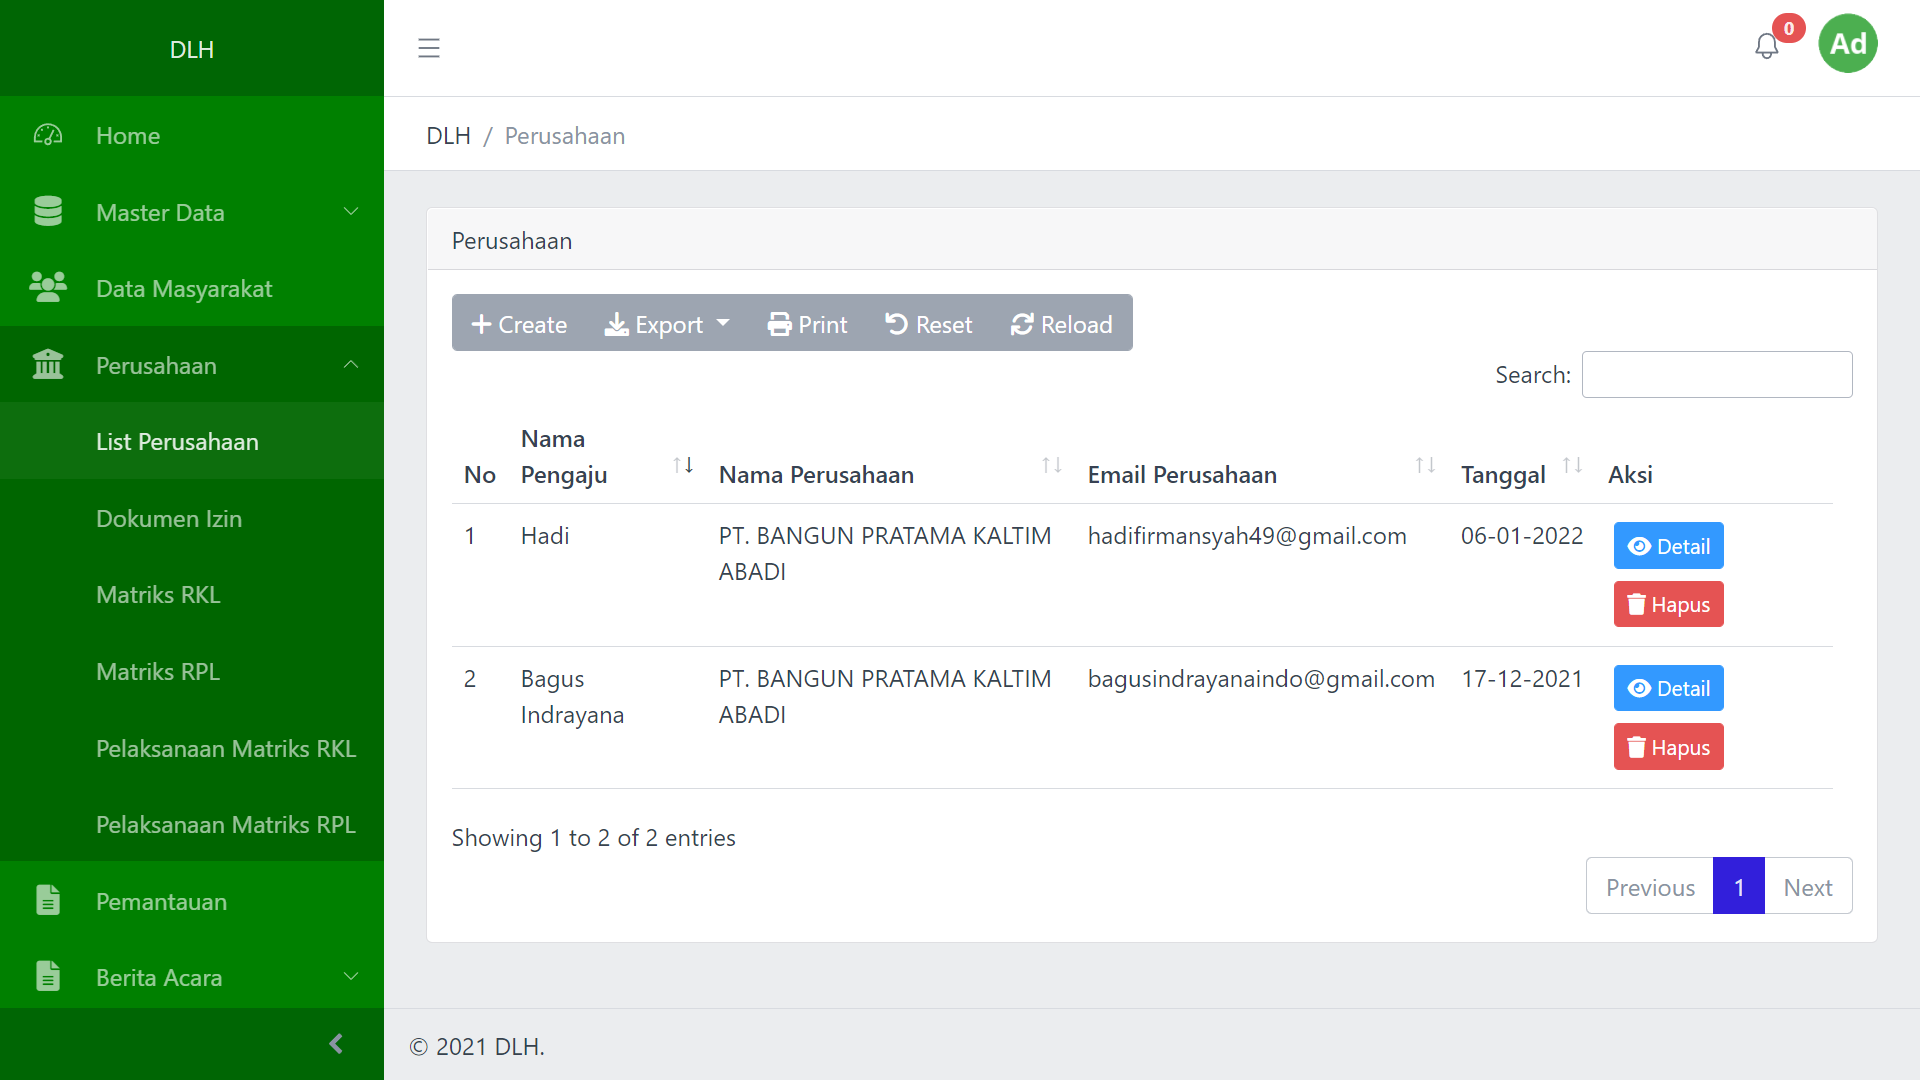 DLH
Home
Master Data
Data Masyarakat
Perusahaan
List Perusahaan
Dokumen Izin
Matriks RKL
Matriks RPL
Pelaksanaan Matriks RKL
Pelaksanaan Matriks RPL
Pemantauan
Berita Acara
0
Ad
DLH / Perusahaan
Perusahaan
Create Export Print Reset Reload
Search:
No Nama Pengaju Nama Perusahaan Email Perusahaan Tanggal Aksi
1 Hadi PT. BANGUN PRATAMA KALTIM ABADI hadifirmansyah49@gmail.com 06-01-2022 Detail
Hapus
2 Bagus Indrayana PT. BANGUN PRATAMA KALTIM ABADI bagusindrayanaindo@gmail.com 17-12-2021 Detail
Hapus
Showing 1 to 2 of 2 entries
Previous 1 Next
© 2021 DLH.